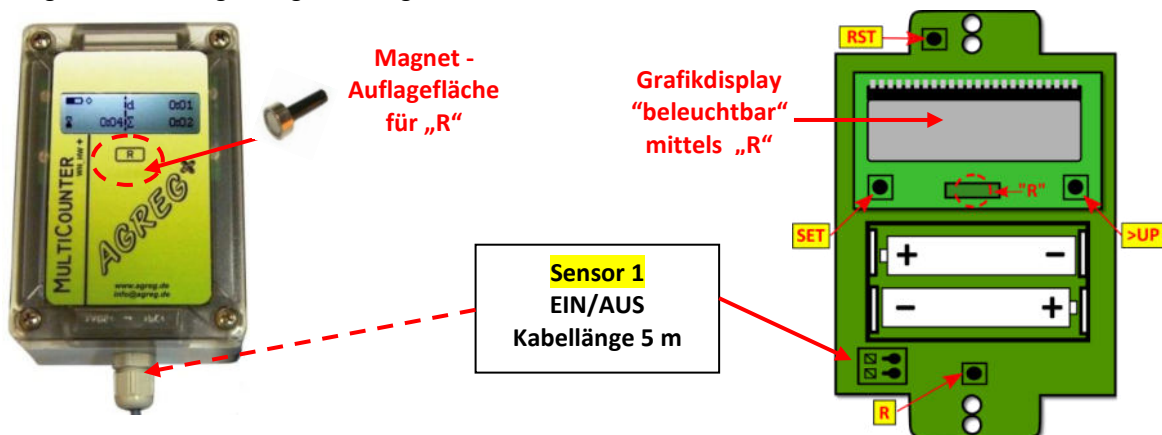 Magnet -
Auflagefläche
für „R“
Grafikdisplay
“beleuchtbar“
mittels „R“
RST
"R"
SET
>UP
+ -
- +
R
Sensor 1
EIN/AUS
Kabellänge 5 m
d 0:01
0:04 Σ 0:02
R
MULTICOUNTER
WH_HW+
AGREG
www.agreg.de
info@agreg.de